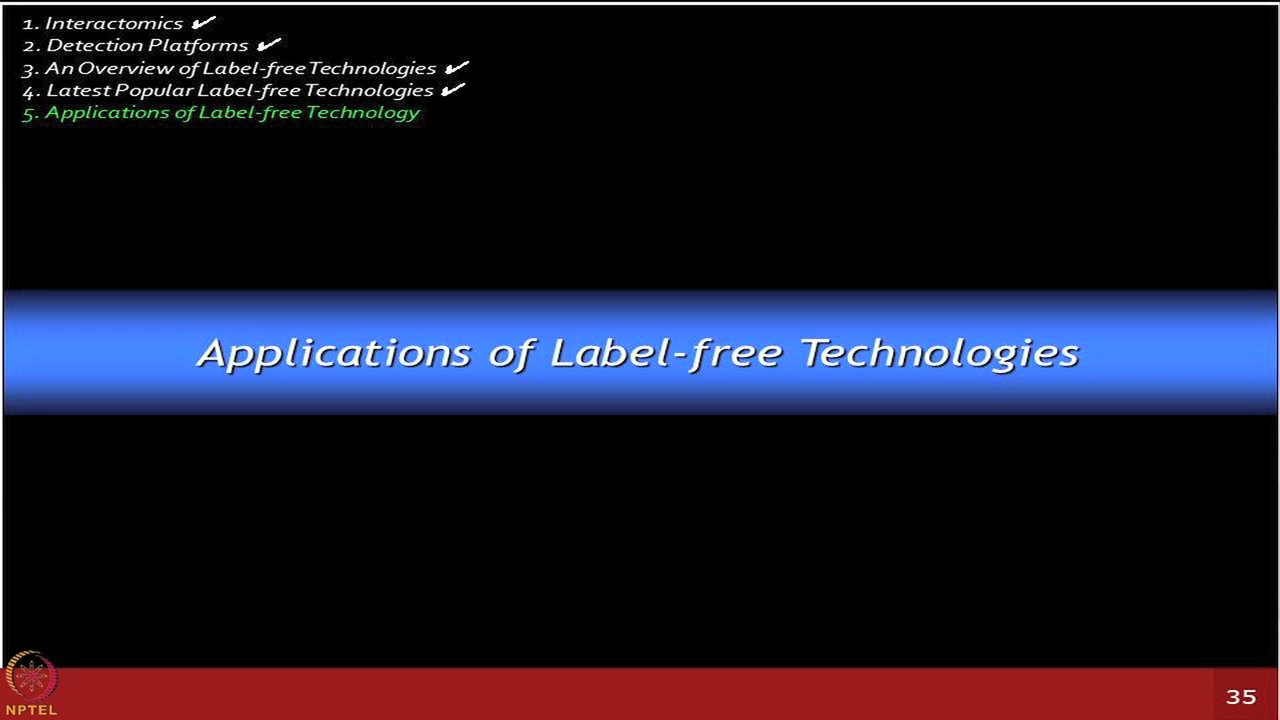 1. Interactomics ✔
2. Detection Platforms ✔
3. An Overview of Label-free Technologies ✔
4. Latest Popular Label-free Technologies ✔
5. Applications of Label-free Technology
Applications of Label-free Technologies
NPTEL
35